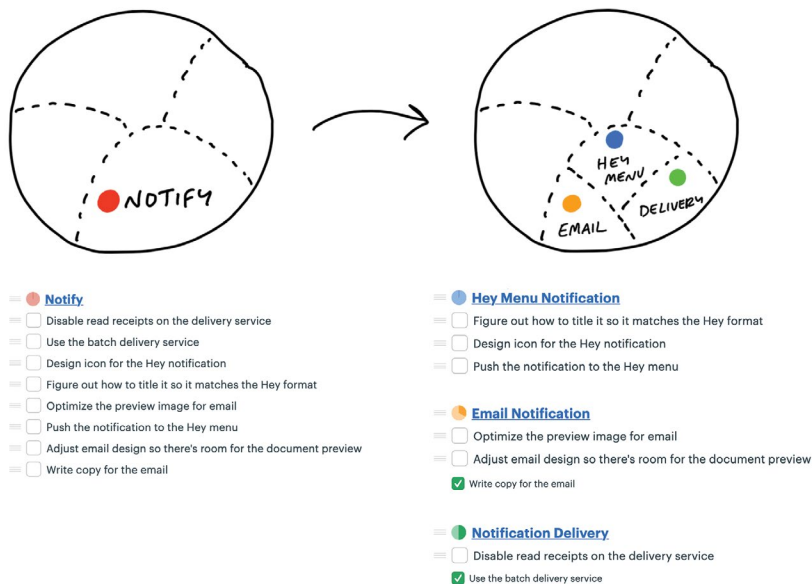 NOTIFY
HEY
MENU
EMAIL
DELIVERY
Notify
Disable read receipts on the delivery service
Use the batch delivery service
Design icon for the Hey notification
Figure out how to title it so it matches the Hey format
Optimize the preview image for email
Push the notification to the Hey menu
Adjust email design so there's room for the document preview
Write copy for the email
Hey Menu Notification
Figure out how to title it so it matches the Hey format
Design icon for the Hey notification
Push the notification to the Hey menu
Email Notification
Optimize the preview image for email
Adjust email design so there's room for the document preview
Write copy for the email
Notification Delivery
Disable read receipts on the delivery service
Use the batch delivery service